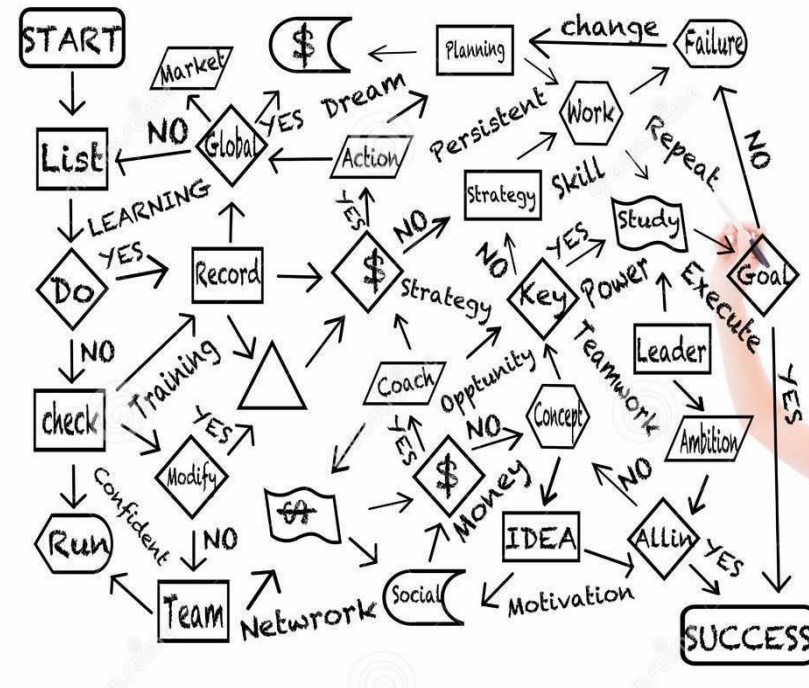 START
$
Planning
change
Failure
Market
Dream
Work
NO
Global
YES
Action
Persistent
Repeat
List
Strategy
Skill
NO
LEARNING
YES
NO
Study
Do
YES
Record
$
Strategy
NO
Key
YES
Power
Execute
Goal
NO
Training
Coach
Opptunity
Teamwork
Leader
YES
check
YES
YES
NO
Concept
Ambition
Modify
$
Money
NO
Confident
$
Run
NO
IDEA
Allin
YES
Team
Netwrork
Social
Motivation
SUCCESS